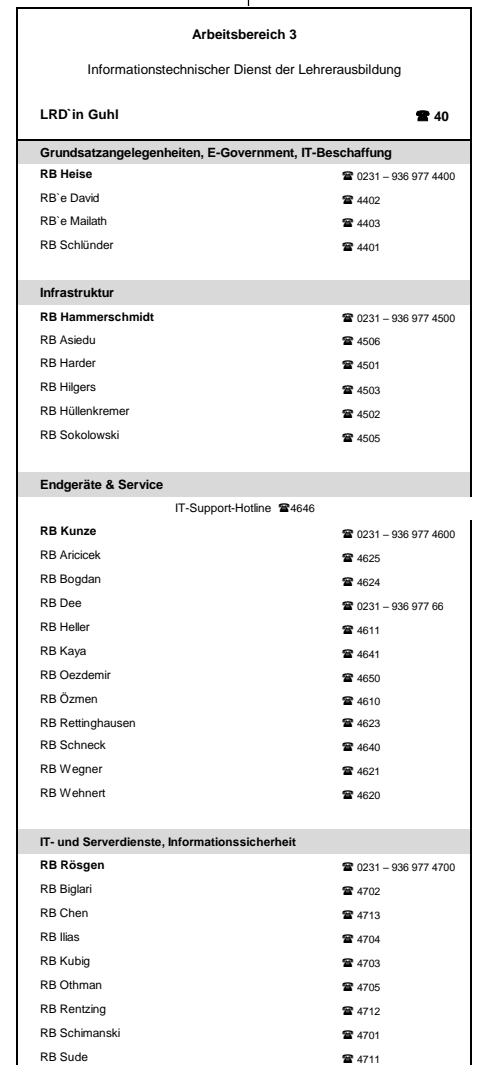 Arbeitsbereich 3
Informationstechnischer Dienst der Lehrerausbildung
LRD`in Guhl ☎ 40
Grundsatzangelegenheiten, E-Government, IT-Beschaffung
RB Heise ☎ 0231 – 936 977 4400
RB`e David ☎ 4402
RB`e Mailath ☎ 4403
RB Schlünder ☎ 4401
Infrastruktur
RB Hammerschmidt ☎ 0231 – 936 977 4500
RB Asiedu ☎ 4506
RB Harder ☎ 4501
RB Hilgers ☎ 4503
RB Hüllenkremer ☎ 4502
RB Sokolowski ☎ 4505
Endgeräte & Service
IT-Support-Hotline ☎4646
RB Kunze ☎ 0231 – 936 977 4600
RB Aricicek ☎ 4625
RB Bogdan ☎ 4624
RB Dee ☎ 0231 – 936 977 66
RB Heller ☎ 4611
RB Kaya ☎ 4641
RB Oezdemir ☎ 4650
RB Özmen ☎ 4610
RB Rettinghausen ☎ 4623
RB Schneck ☎ 4640
RB Wegner ☎ 4621
RB Wehnert ☎ 4620
IT- und Serverdienste, Informationssicherheit
RB Rösgen ☎ 0231 – 936 977 4700
RB Biglari ☎ 4702
RB Chen ☎ 4713
RB Ilias ☎ 4704
RB Kubig ☎ 4703
RB Othman ☎ 4705
RB Rentzing ☎ 4712
RB Schimanski ☎ 4701
RB Sude ☎ 4711